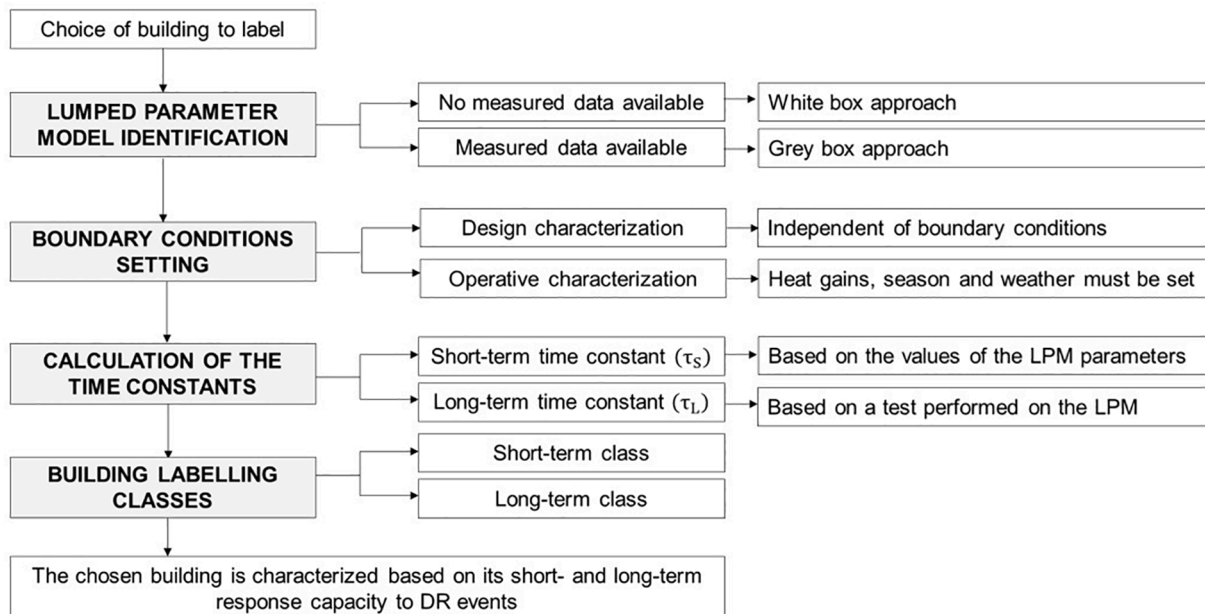 Choice of building to label
LUMPED PARAMETER
MODEL IDENTIFICATION
No measured data available
White box approach
Measured data available
Grey box approach
BOUNDARY CONDITIONS
SETTING
Design characterization
Independent of boundary conditions
Operative characterization
Heat gains, season and weather must be set
CALCULATION OF THE
TIME CONSTANTS
Short-term time constant (τS)
Based on the values of the LPM parameters
Long-term time constant (τL)
Based on a test performed on the LPM
BUILDING LABELLING
CLASSES
Short-term class
Long-term class
The chosen building is characterized based on its short- and long-term
response capacity to DR events